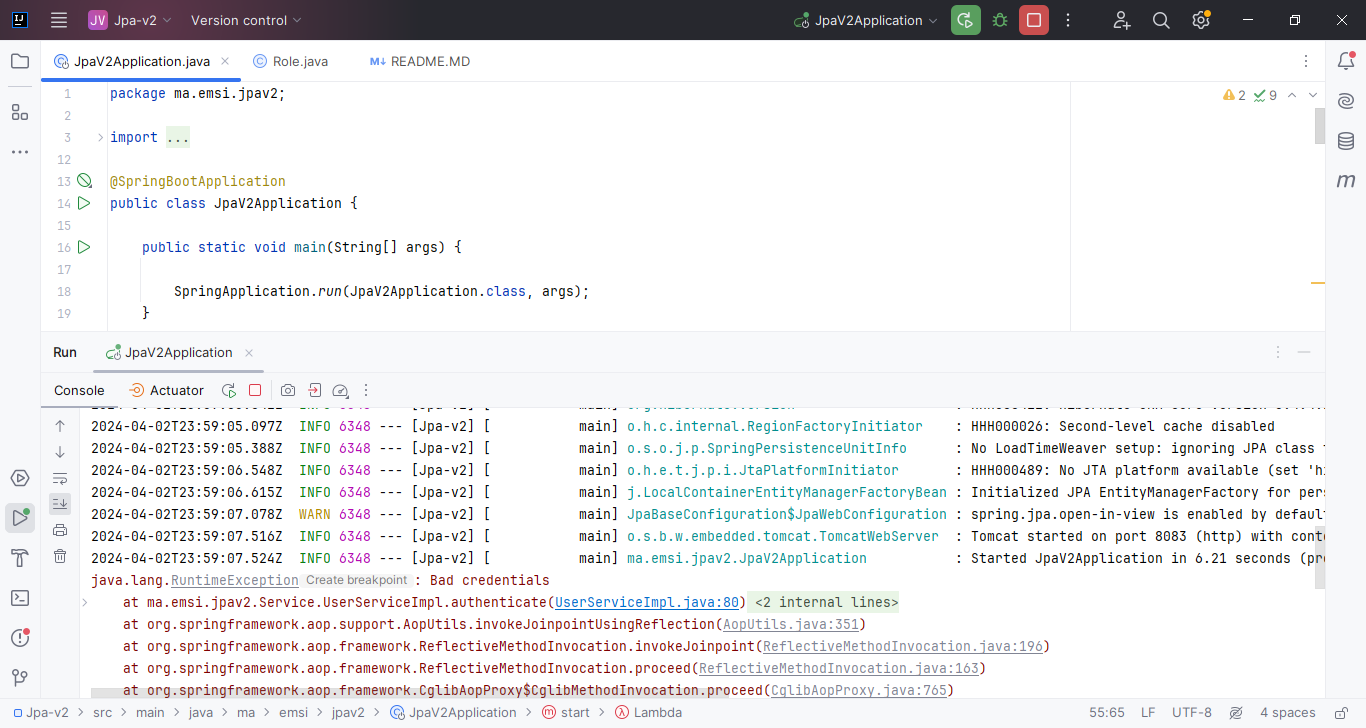 JV Jpa-v2 Version control JpaV2Application
JpaV2Application.java Role.java M↓ README.MD
1 package ma.emsi.jpav2;
2
3 import ...
12
13 @SpringBootApplication
14 public class JpaV2Application {
15
16 public static void main(String[] args) {
17
18 SpringApplication.run(JpaV2Application.class, args);
19 }
2 9
m
Run JpaV2Application
Console Actuator
2024-04-02T23:59:05.097Z INFO 6348 --- [Jpa-v2] [ main] o.h.c.internal.RegionFactoryInitiator : HHH000026: Second-level cache disabled
2024-04-02T23:59:05.388Z INFO 6348 --- [Jpa-v2] [ main] o.s.o.j.p.SpringPersistenceUnitInfo : No LoadTimeWeaver setup: ignoring JPA class
2024-04-02T23:59:06.548Z INFO 6348 --- [Jpa-v2] [ main] o.h.e.t.j.p.i.JtaPlatformInitiator : HHH000489: No JTA platform available (set 'hi
2024-04-02T23:59:06.615Z INFO 6348 --- [Jpa-v2] [ main] j.LocalContainerEntityManagerFactoryBean : Initialized JPA EntityManagerFactory for pers
2024-04-02T23:59:07.078Z WARN 6348 --- [Jpa-v2] [ main] JpaBaseConfiguration$JpaWebConfiguration : spring.jpa.open-in-view is enabled by defaul
2024-04-02T23:59:07.516Z INFO 6348 --- [Jpa-v2] [ main] o.s.b.w.embedded.tomcat.TomcatWebServer : Tomcat started on port 8083 (http) with cont
2024-04-02T23:59:07.524Z INFO 6348 --- [Jpa-v2] [ main] ma.emsi.jpav2.JpaV2Application : Started JpaV2Application in 6.21 seconds (pr
java.lang.RuntimeException Create breakpoint : Bad credentials
at ma.emsi.jpav2.Service.UserServiceImpl.authenticate(UserServiceImpl.java:80) <2 internal lines>
at org.springframework.aop.support.AopUtils.invokeJoinpointUsingReflection(AopUtils.java:351)
at org.springframework.aop.framework.ReflectiveMethodInvocation.invokeJoinpoint(ReflectiveMethodInvocation.java:196)
at org.springframework.aop.framework.ReflectiveMethodInvocation.proceed(ReflectiveMethodInvocation.java:163)
at org.springframework.aop.framework.CglibAopProxy$CglibMethodInvocation.proceed(CglibAopProxy.java:765)
Jpa-v2 > src > main > java > ma > emsi > jpav2 > JpaV2Application > start > Lambda 55:65 LF UTF-8 4 spaces